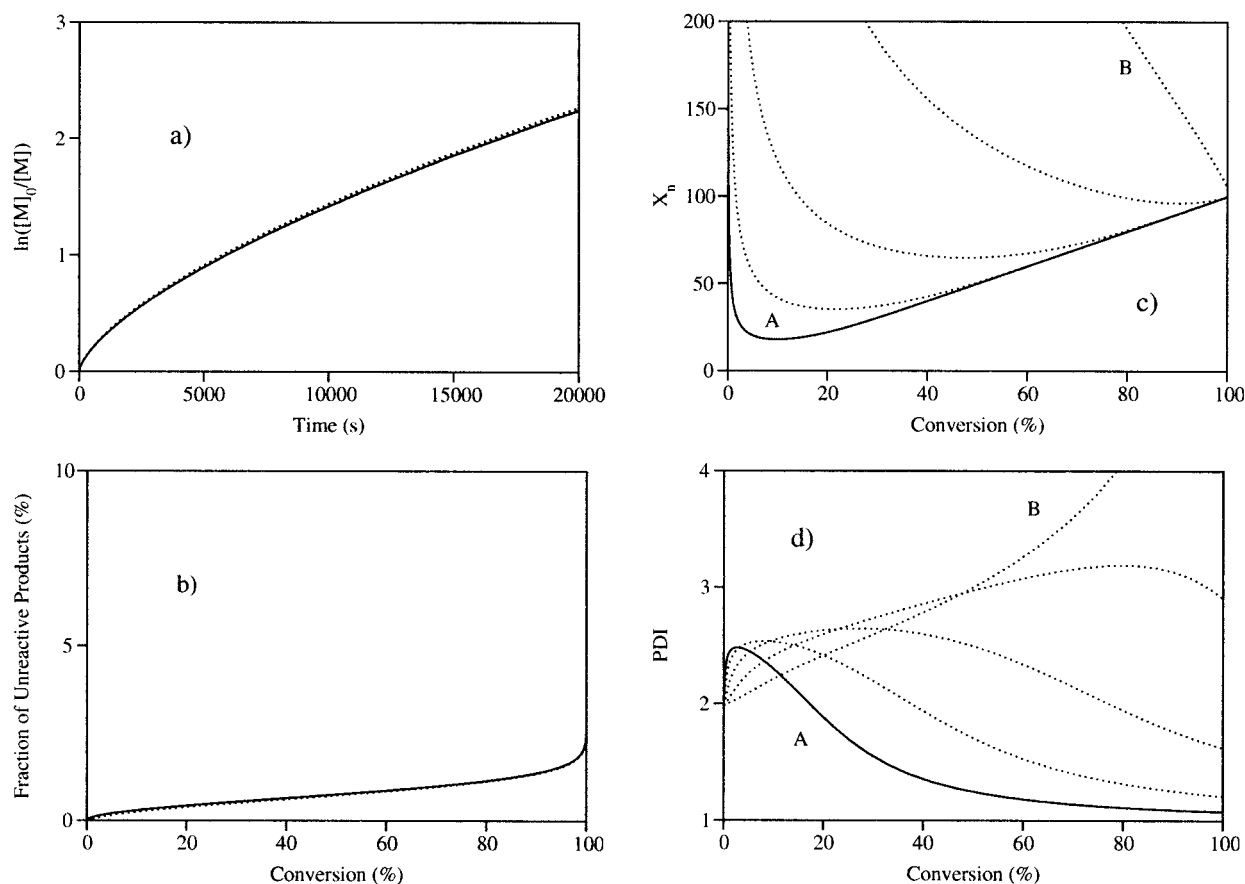 3
2
1
0
ln([M]0/[M])
a)
0 5000 10000 15000 20000
Time (s)
200
150
100
50
0
Xn
B
A
c)
0 20 40 60 80 100
Conversion (%)
10
5
0
Fraction of Unreactive Products (%)
b)
0 20 40 60 80 100
Conversion (%)
4
3
2
1
PDI
d)
B
A
0 20 40 60 80 100
Conversion (%)